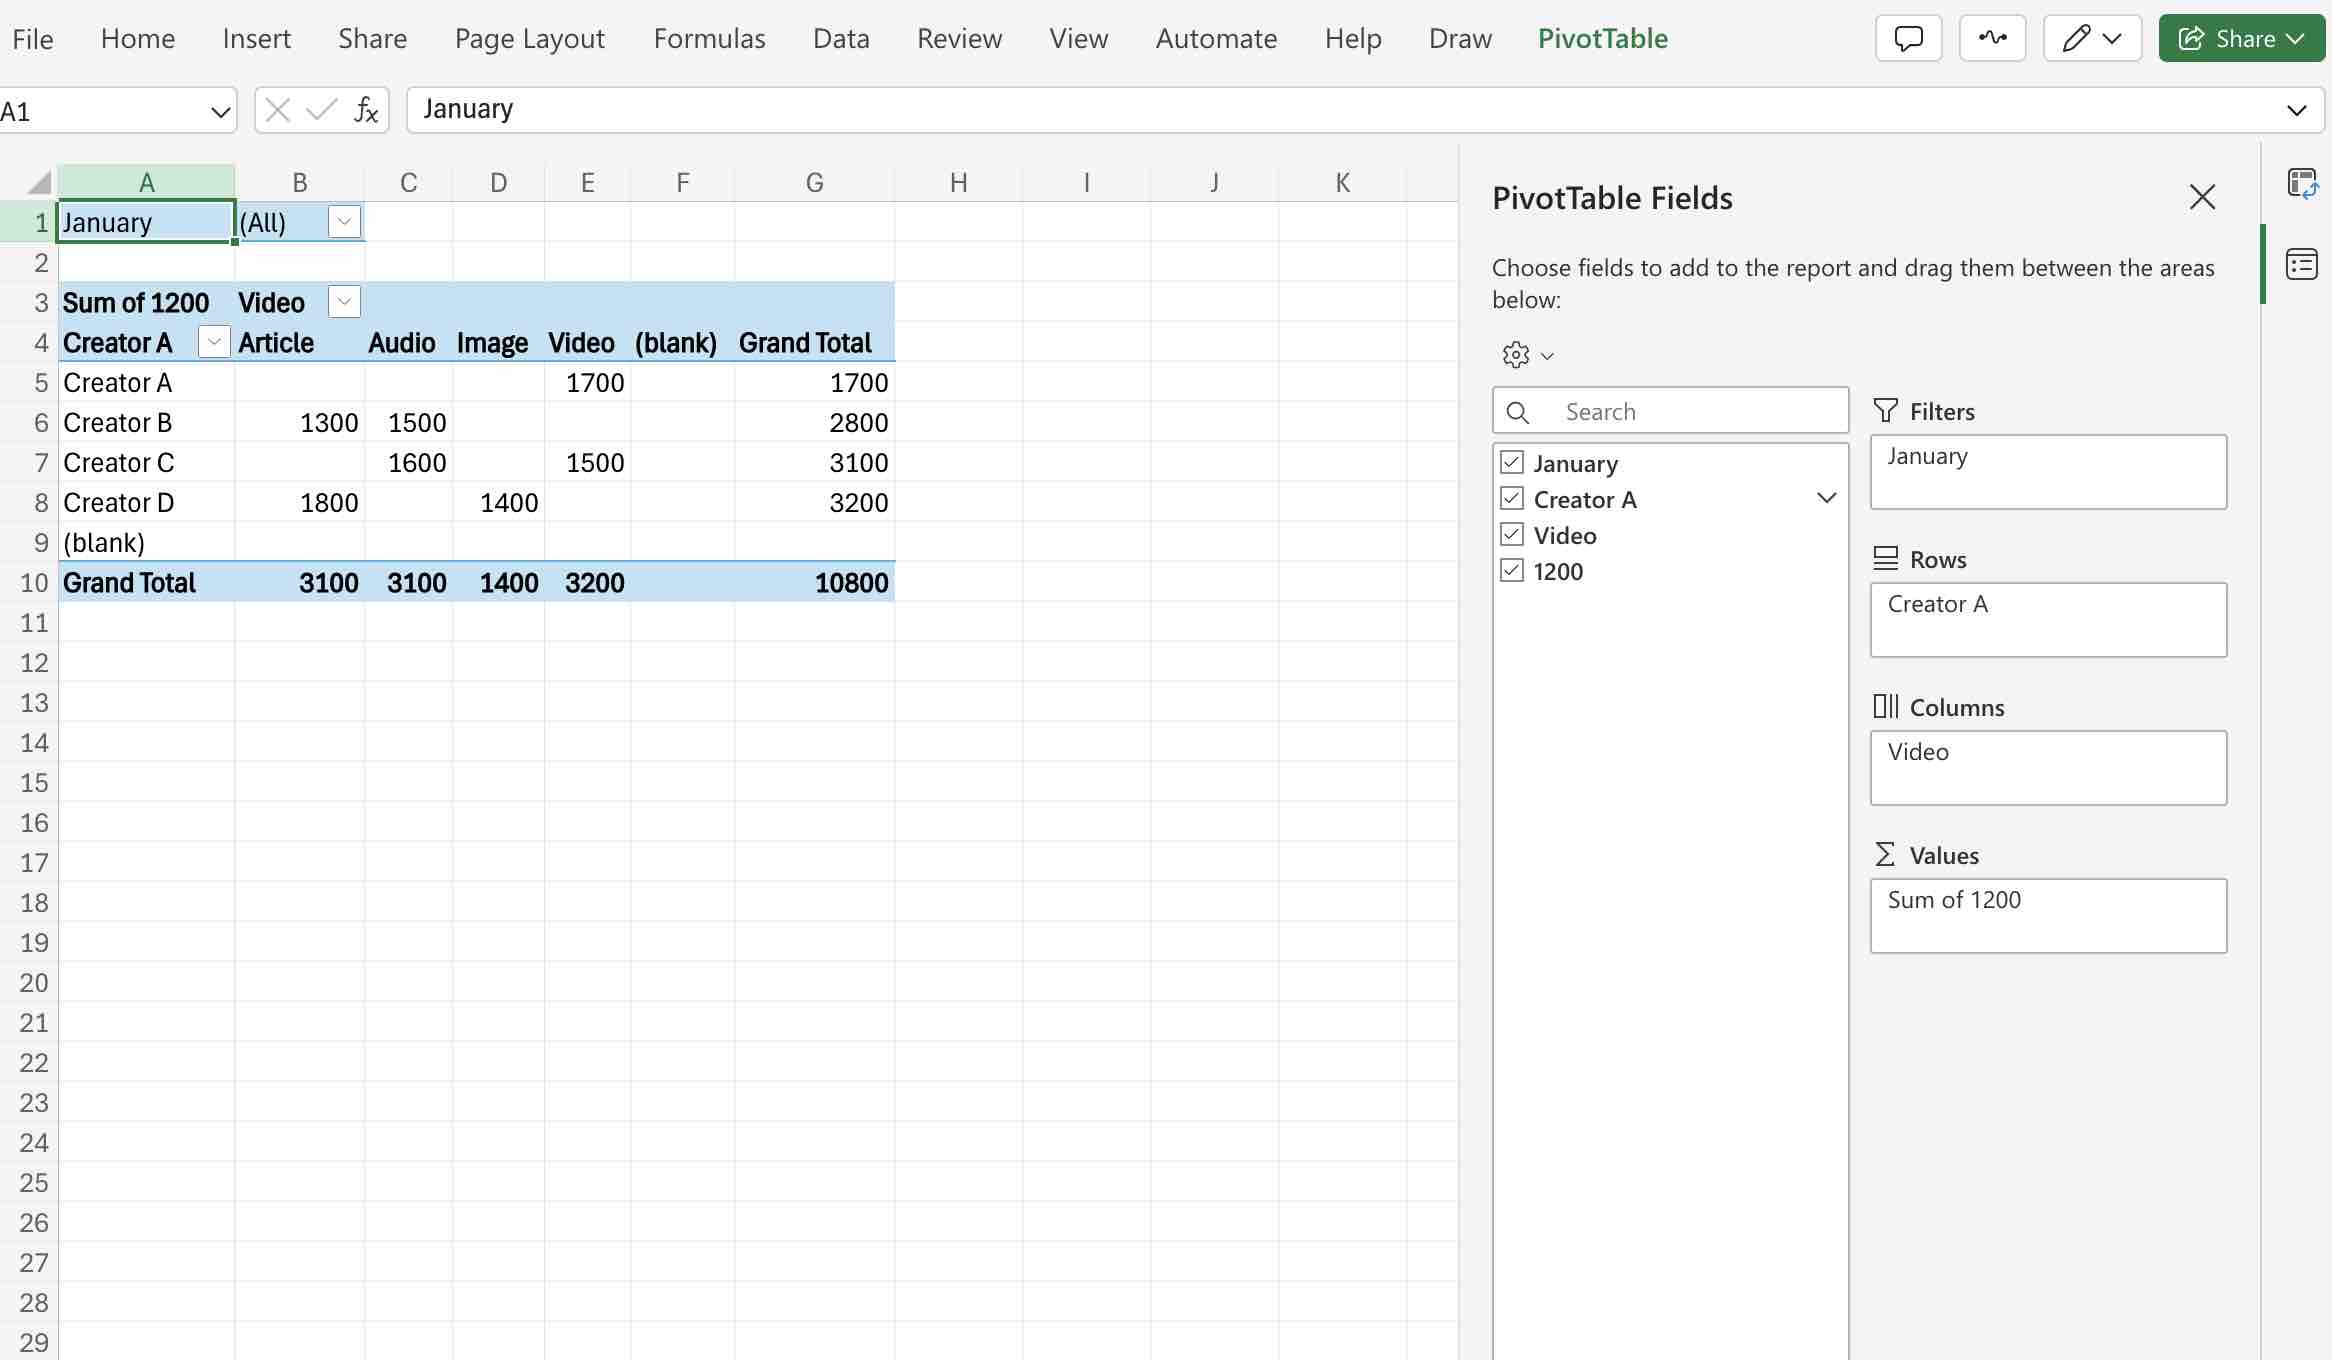 File Home Insert Share Page Layout Formulas Data Review View Automate Help Draw PivotTable Share
A1 fx January
A B C D E F G H I J K
1 January (All)
2
3 Sum of 1200 Video
4 Creator A Article Audio Image Video (blank) Grand Total
5 Creator A 1700 1700
6 Creator B 1300 1500 2800
7 Creator C 1600 1500 3100
8 Creator D 1800 1400 3200
9 (blank)
10 Grand Total 3100 3100 1400 3200 10800
11
12
13
14
15
16
17
18
19
20
21
22
23
24
25
26
27
28
29
PivotTable Fields
Choose fields to add to the report and drag them between the areas
below:
Search
January
Creator A
Video
1200
Filters
January
Rows
Creator A
Columns
Video
Values
Sum of 1200